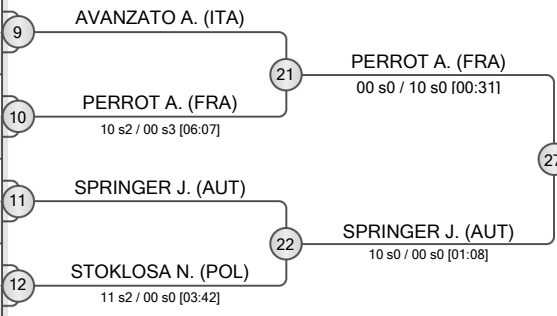 9
AVANZATO A. (ITA)
21
PERROT A. (FRA)
00 s0 / 10 s0 [00:31]
10
PERROT A. (FRA)
10 s2 / 00 s3 [06:07]
27
11
SPRINGER J. (AUT)
22
SPRINGER J. (AUT)
10 s0 / 00 s0 [01:08]
12
STOKLOSA N. (POL)
11 s2 / 00 s0 [03:42]